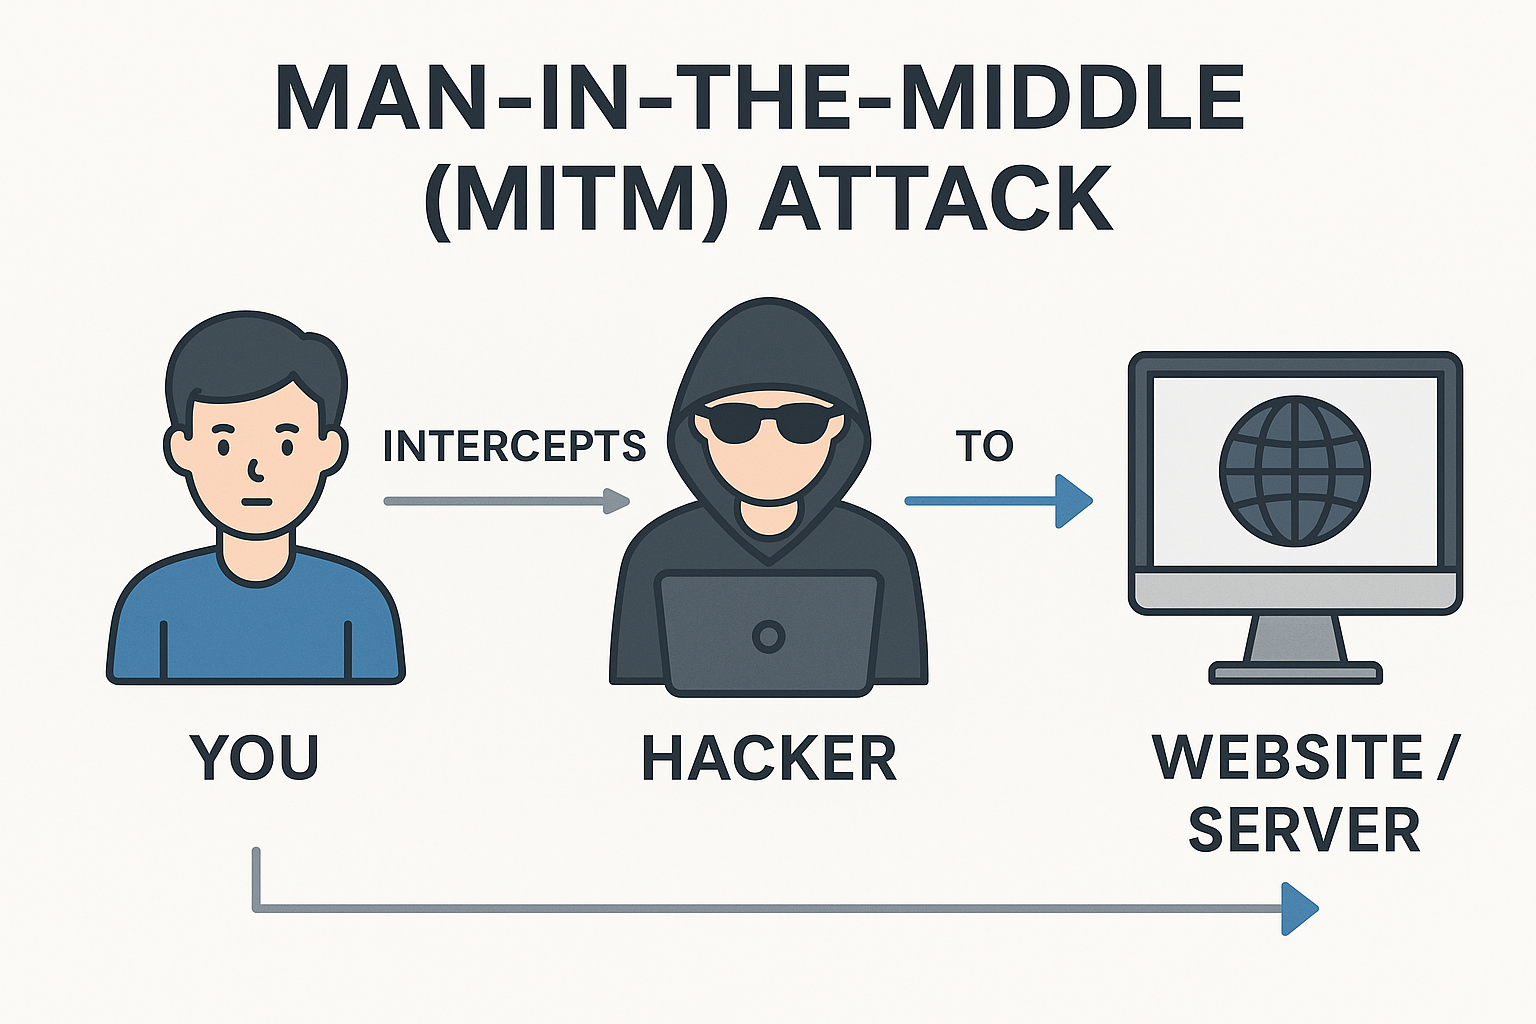 MAN-IN-THE-MIDDLE
(MITM) ATTACK
INTERCEPTS
TO
YOU
HACKER
WEBSITE /
SERVER